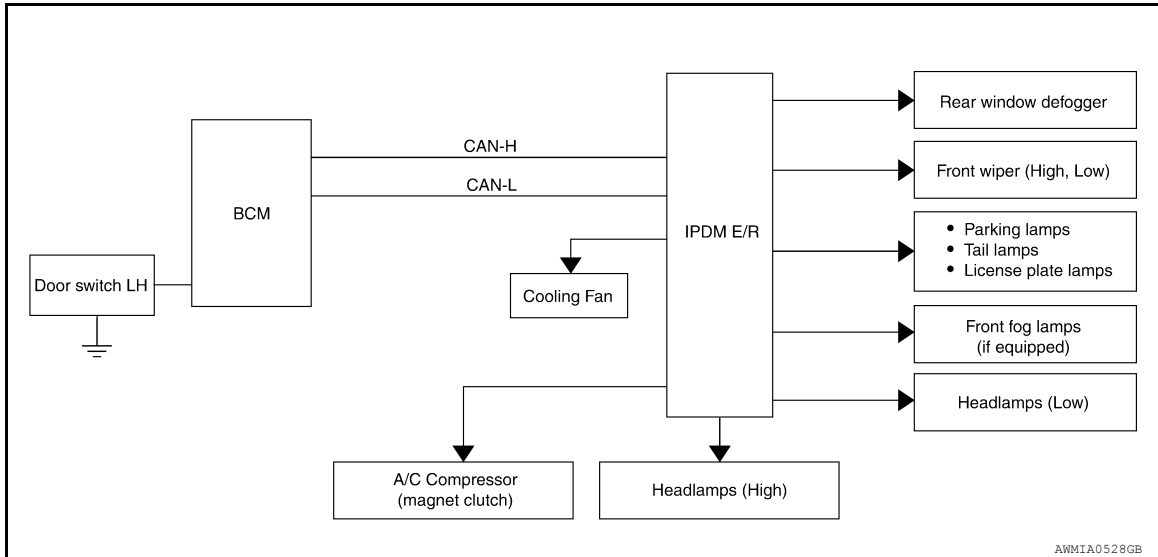 Rear window defogger
CAN-H
Front wiper (High, Low)
CAN-L
BCM
IPDM E/R
• Parking lamps
• Tail lamps
• License plate lamps
Door switch LH
Cooling Fan
Front fog lamps
(if equipped)
Headlamps (Low)
A/C Compressor
(magnet clutch)
Headlamps (High)
AWMIA0528GB